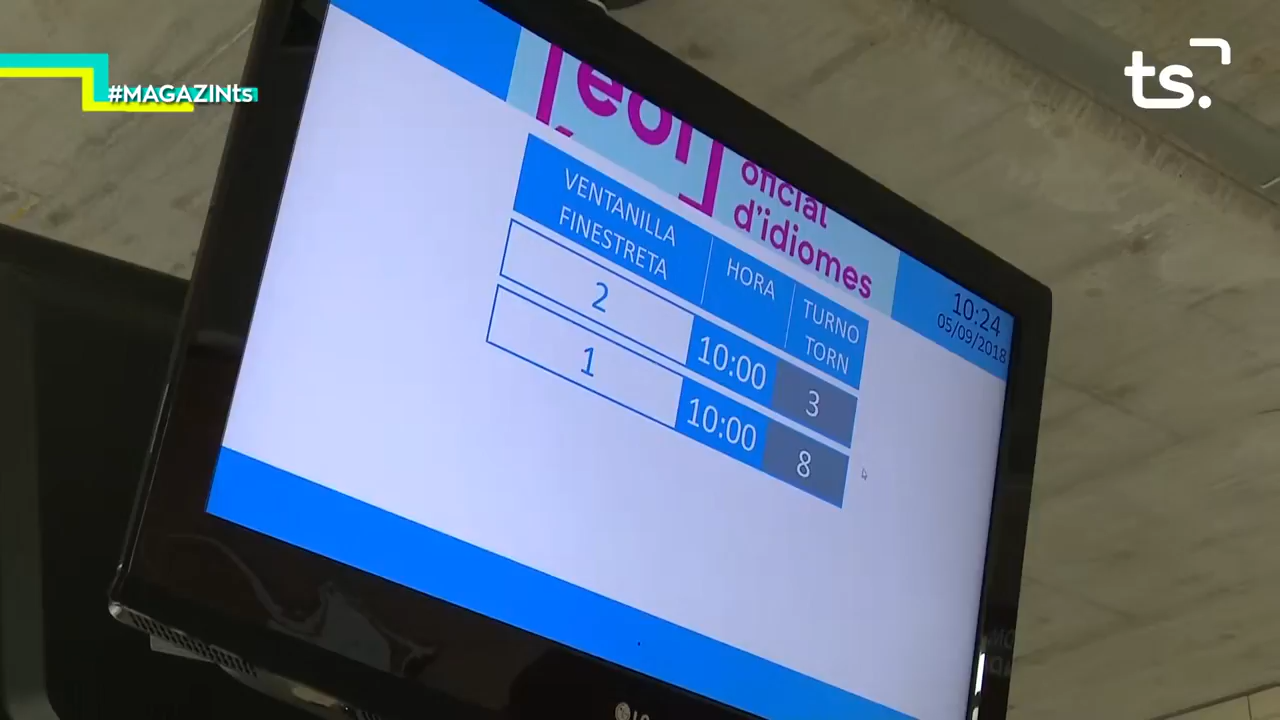 #MAGAZINts
ts.
[eoi]
oficial
d'idiomes
10:24
05/09/2018
VENTANILLA
FINESTRETA
HORA
TURNO
TORN
2
10:00
3
1
10:00
8
LG